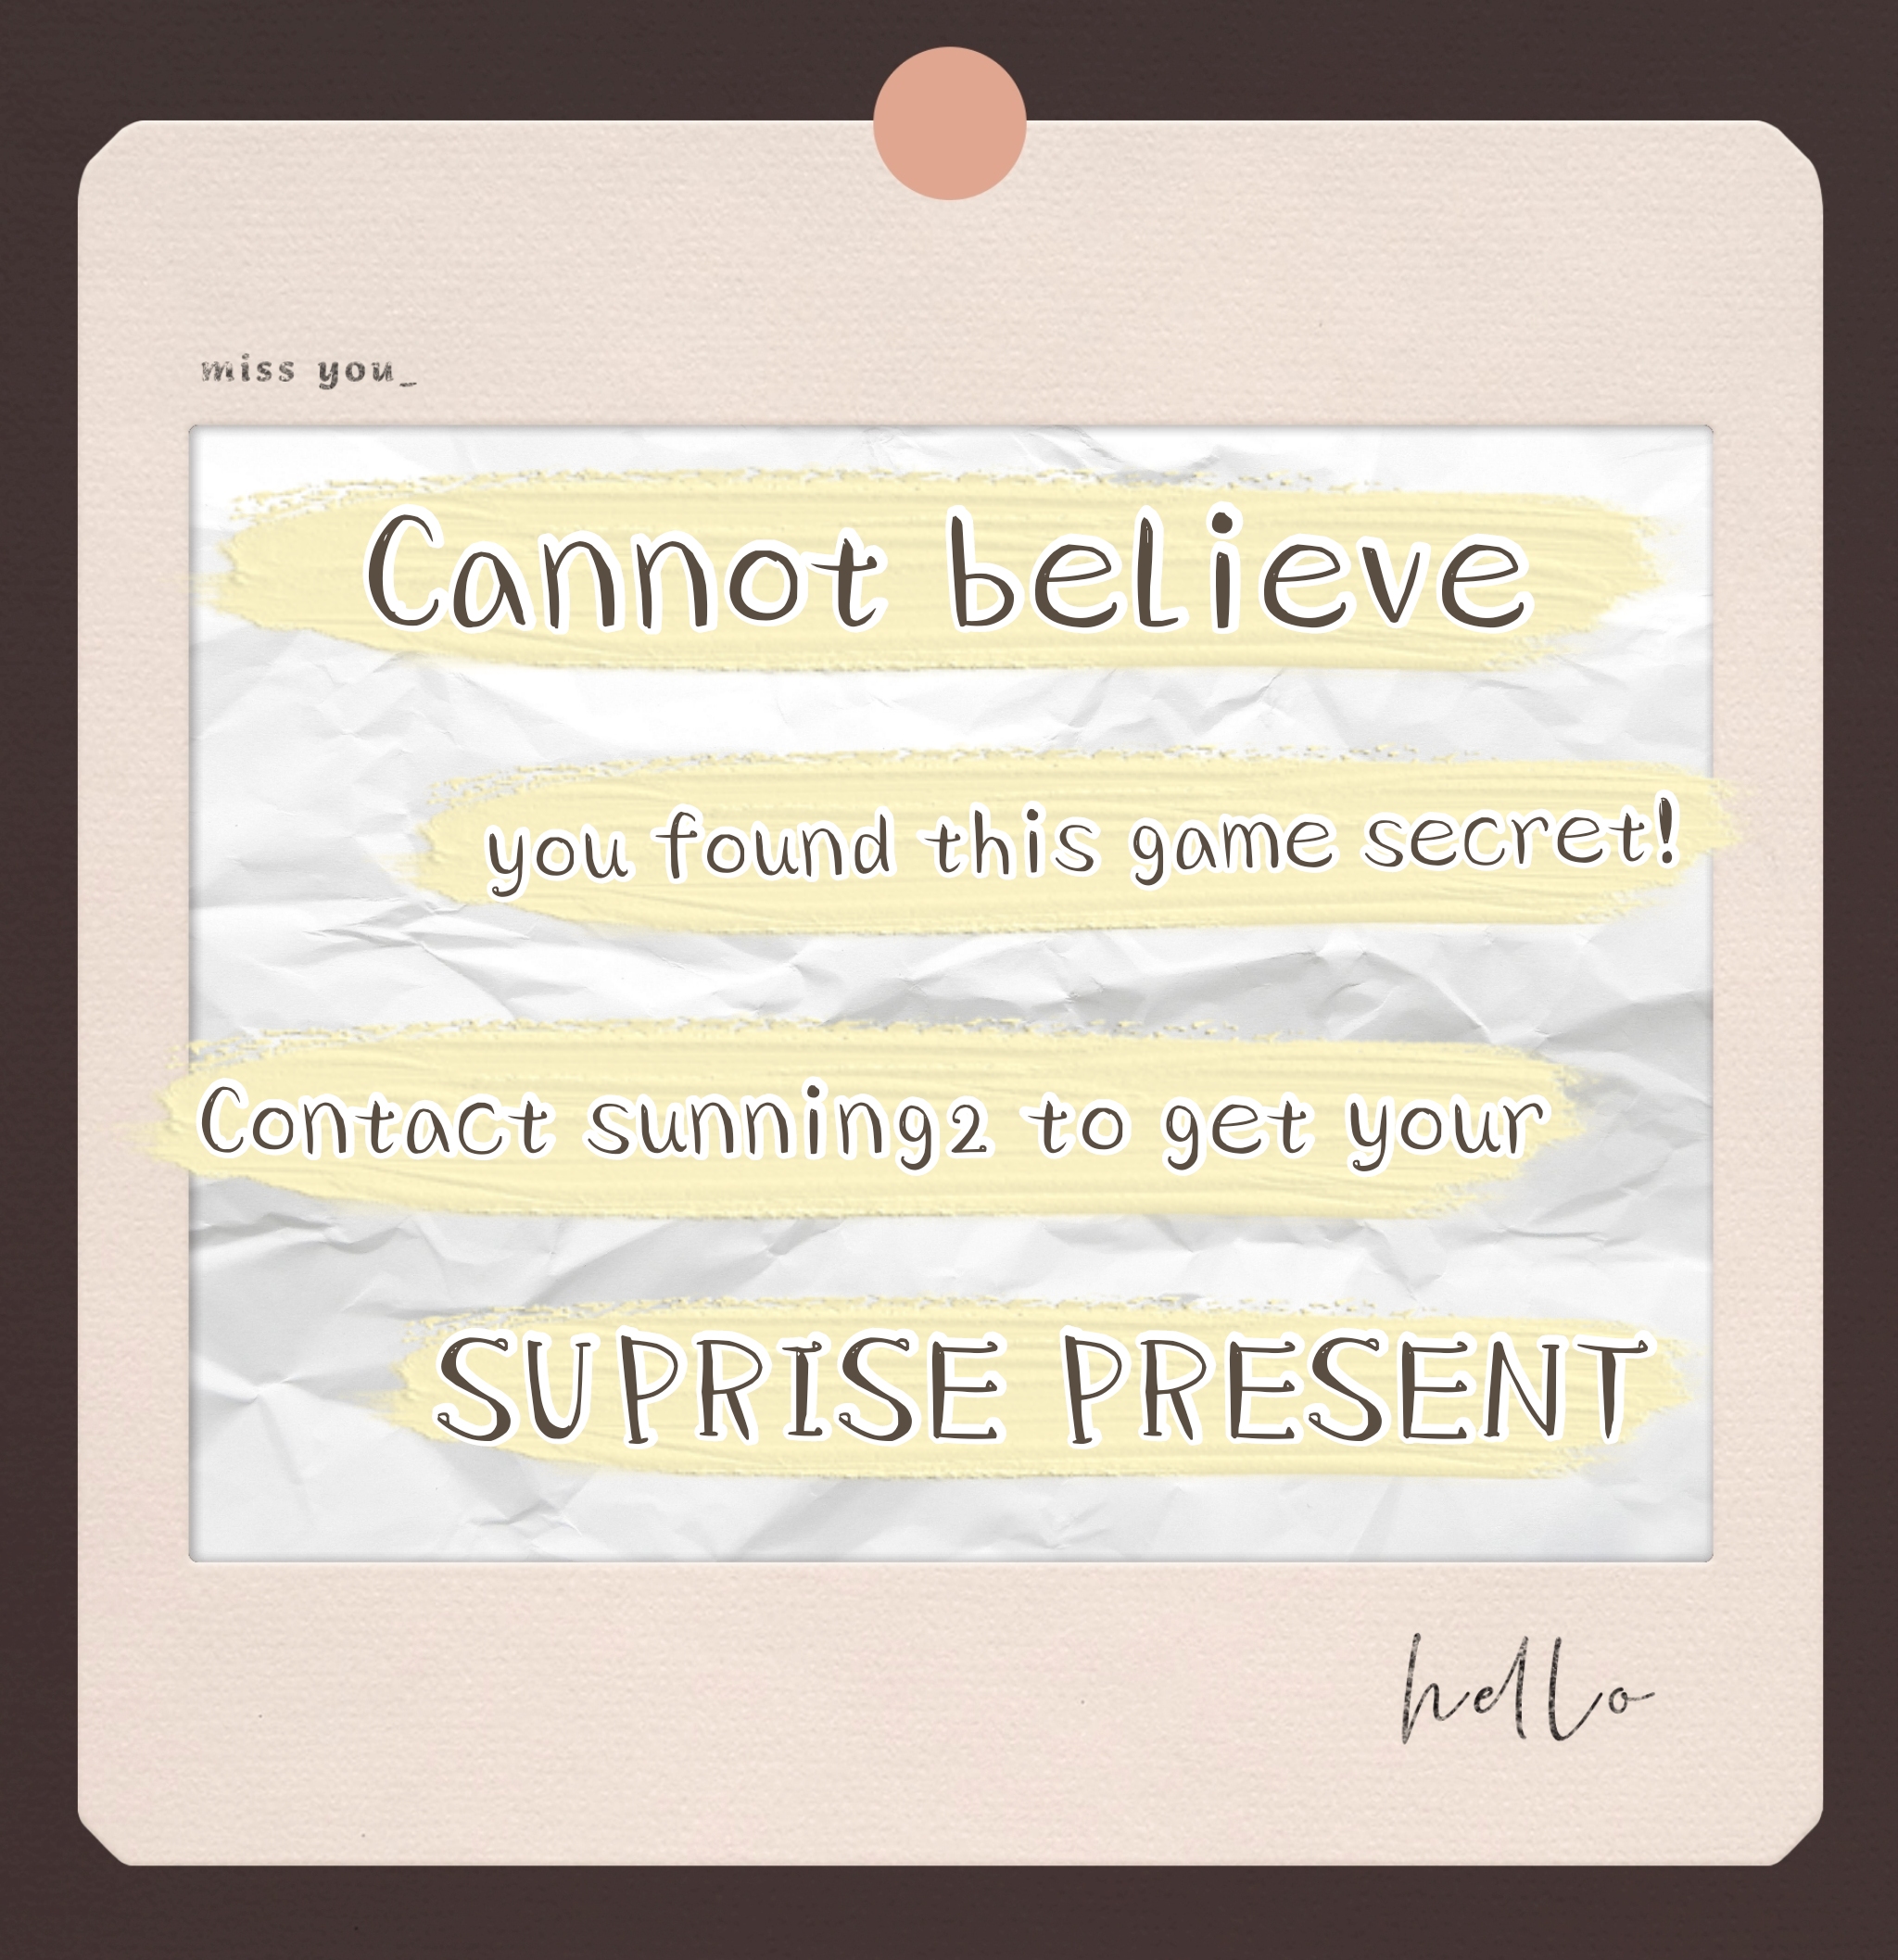 miss you_
Cannot believe
you found this game secret!
Contact sunning2 to get your
SUPRISE PRESENT
hello